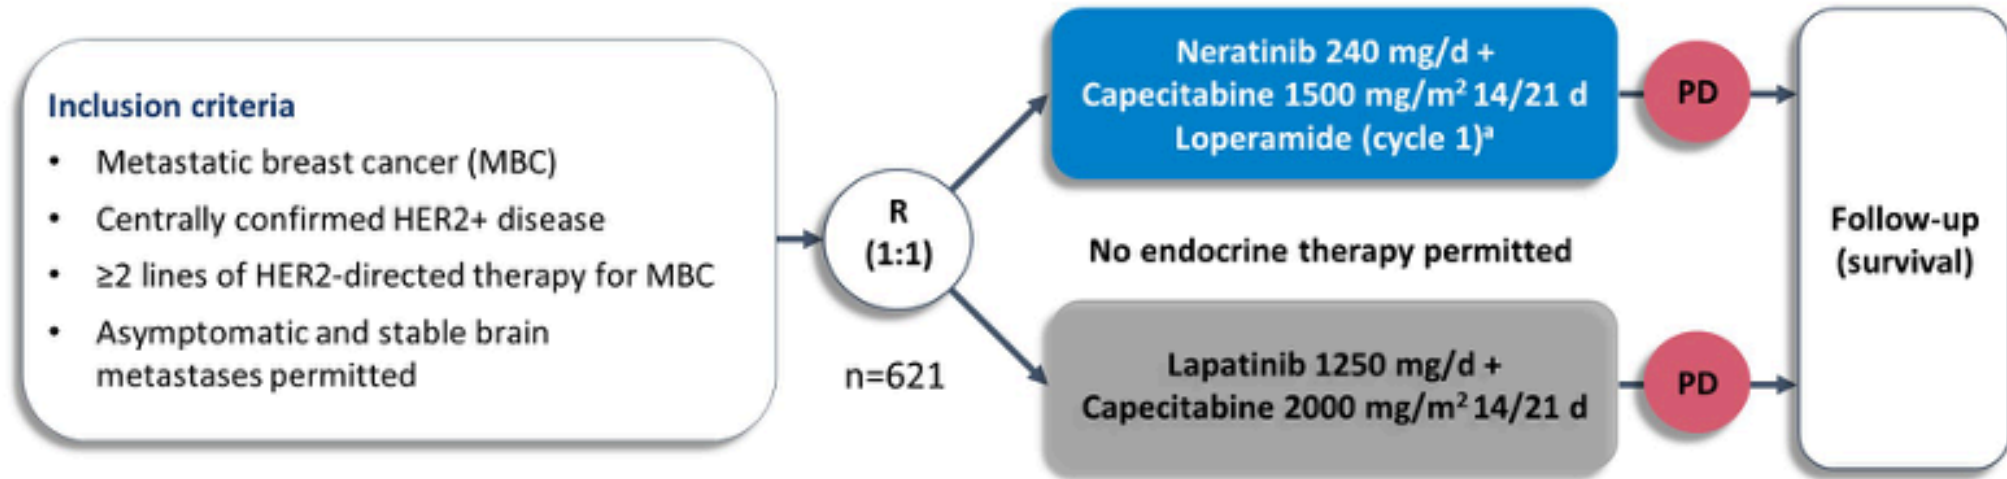 Inclusion criteria
• Metastatic breast cancer (MBC)
• Centrally confirmed HER2+ disease
• ≥2 lines of HER2-directed therapy for MBC
• Asymptomatic and stable brain
metastases permitted
R
(1:1)
n=621
Neratinib 240 mg/d +
Capecitabine 1500 mg/m² 14/21 d
Loperamide (cycle 1)ᵃ
PD
No endocrine therapy permitted
Lapatinib 1250 mg/d +
Capecitabine 2000 mg/m² 14/21 d
PD
Follow-up
(survival)